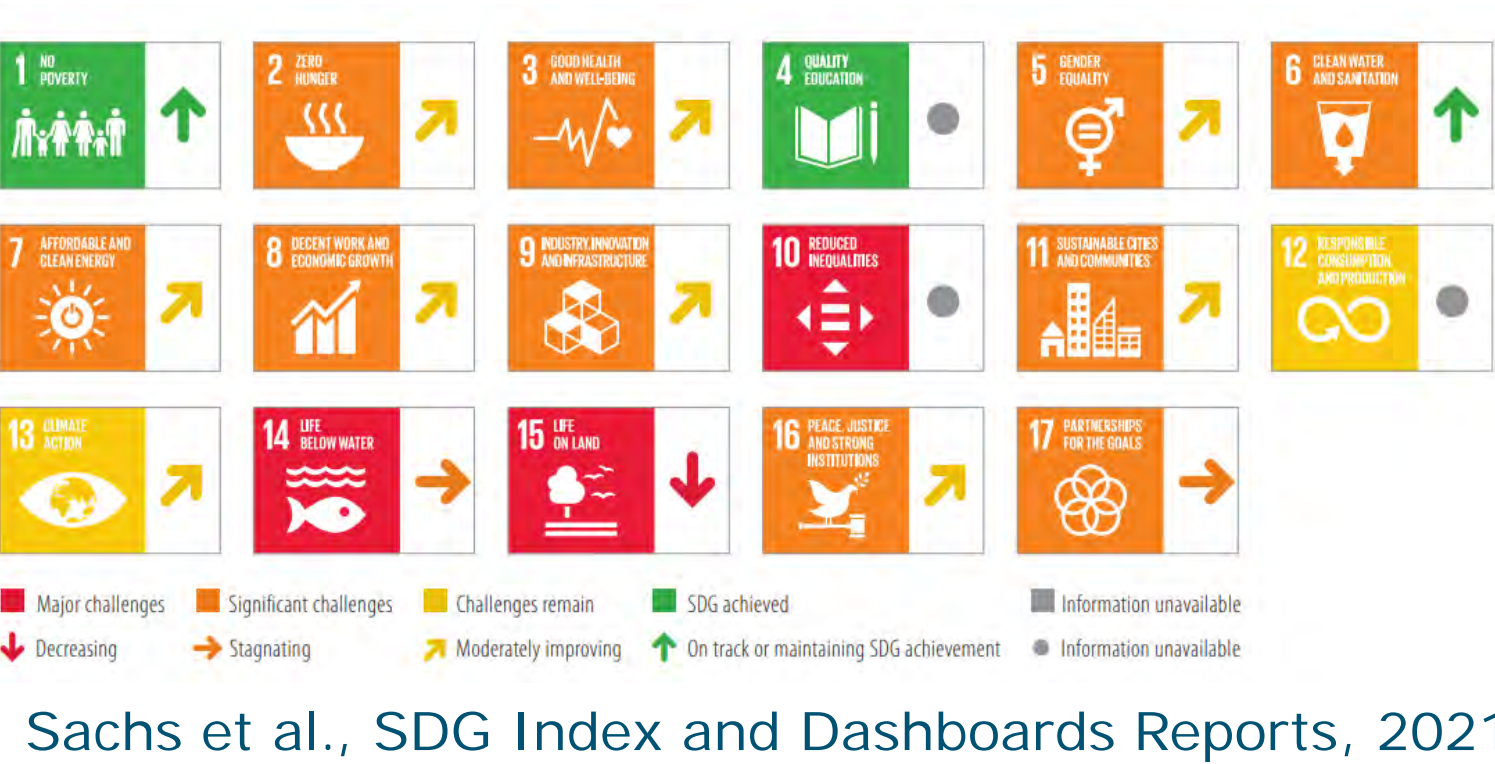 1 NO
POVERTY
2 ZERO
HUNGER
3 GOOD HEALTH
AND WELL-BEING
4 QUALITY
EDUCATION
5 GENDER
EQUALITY
6 CLEAN WATER
AND SANITATION
7 AFFORDABLE AND
CLEAN ENERGY
8 DECENT WORK AND
ECONOMIC GROWTH
9 INDUSTRY, INNOVATION
AND INFRASTRUCTURE
10 REDUCED
INEQUALITIES
11 SUSTAINABLE CITIES
AND COMMUNITIES
12 RESPONSIBLE
CONSUMPTION
AND PRODUCTION
13 CLIMATE
ACTION
14 LIFE
BELOW WATER
15 LIFE
ON LAND
16 PEACE, JUSTICE
AND STRONG
INSTITUTIONS
17 PARTNERSHIPS
FOR THE GOALS
Major challenges Significant challenges Challenges remain SDG achieved Information unavailable
Decreasing Stagnating Moderately improving On track or maintaining SDG achievement Information unavailable
Sachs et al., SDG Index and Dashboards Reports, 2021